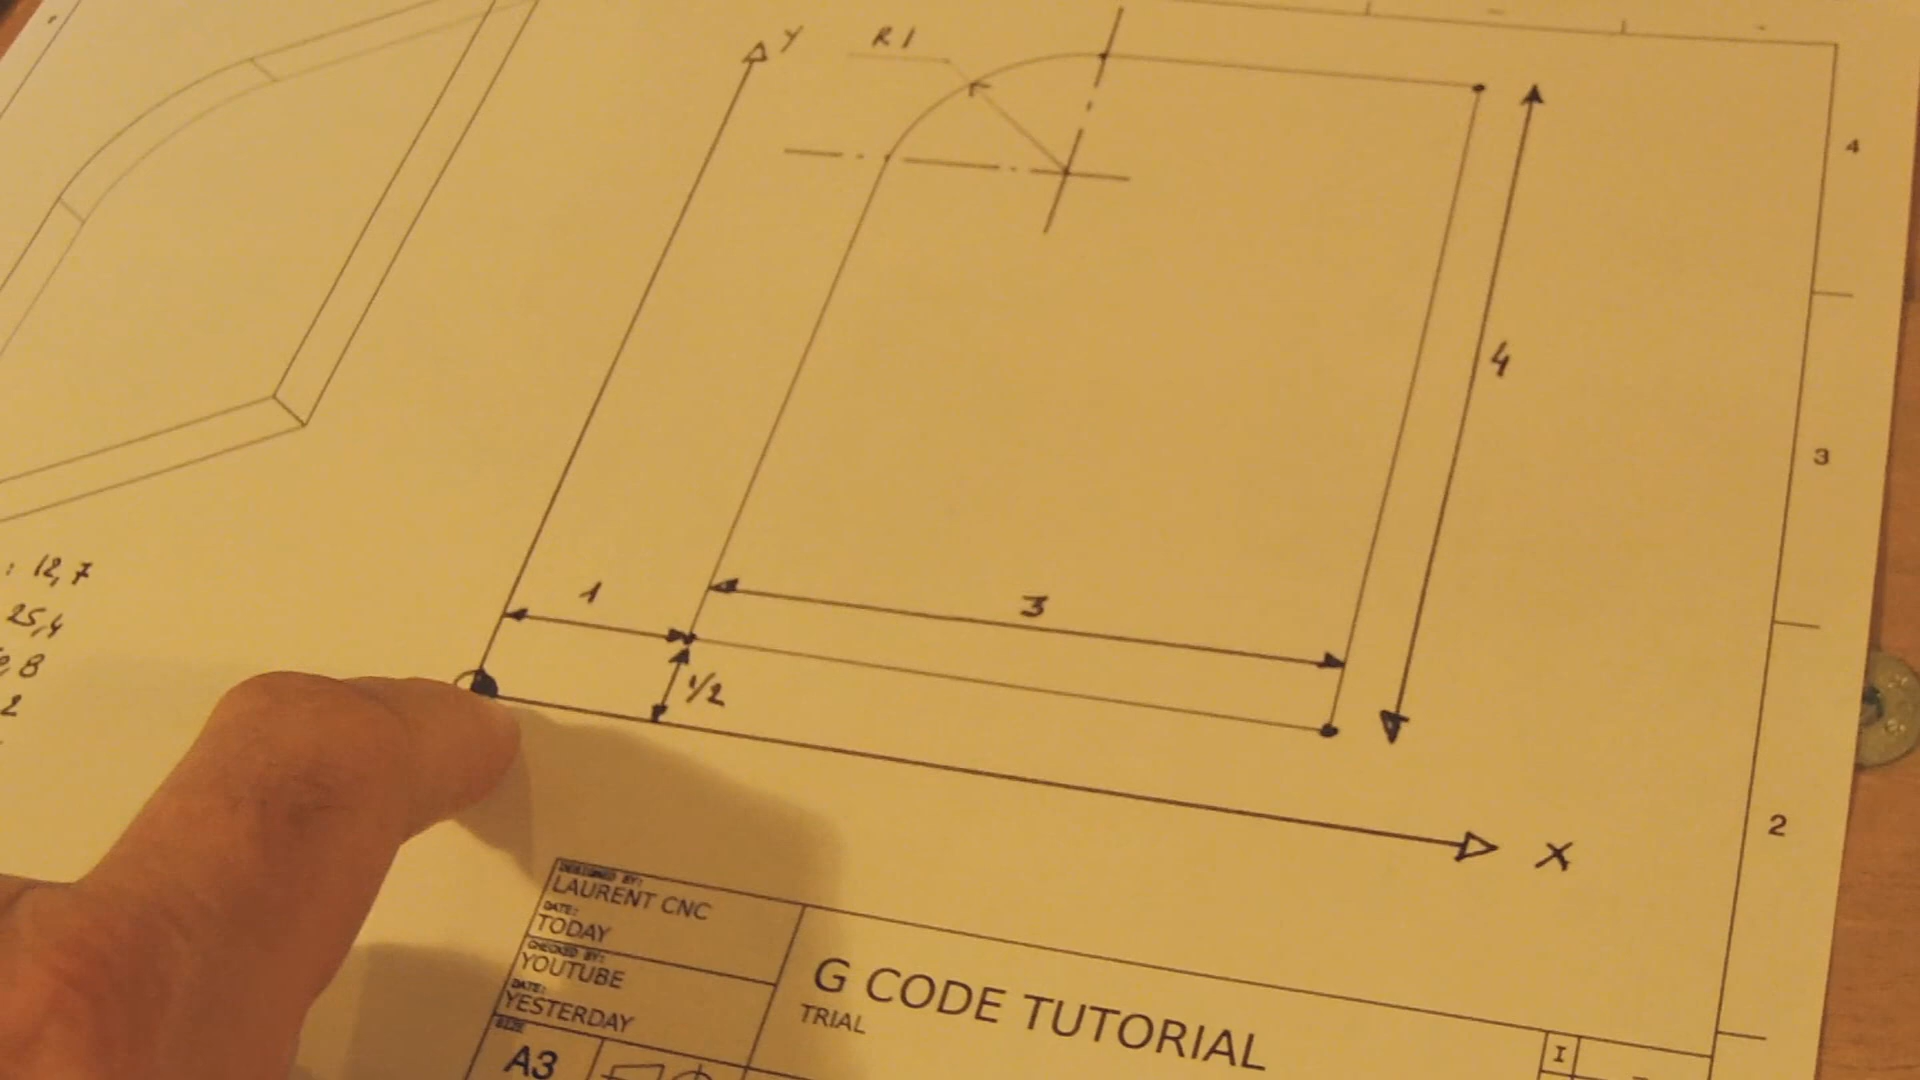 Y
R1
4
4
3
: 12,7
25,4
1
3
1/2
2
X
DESIGNED BY:
LAURENT CNC
DATE:
TODAY
CHECKED BY:
YOUTUBE
DATE:
YESTERDAY
SIZE
A3
G CODE TUTORIAL
TRIAL
I